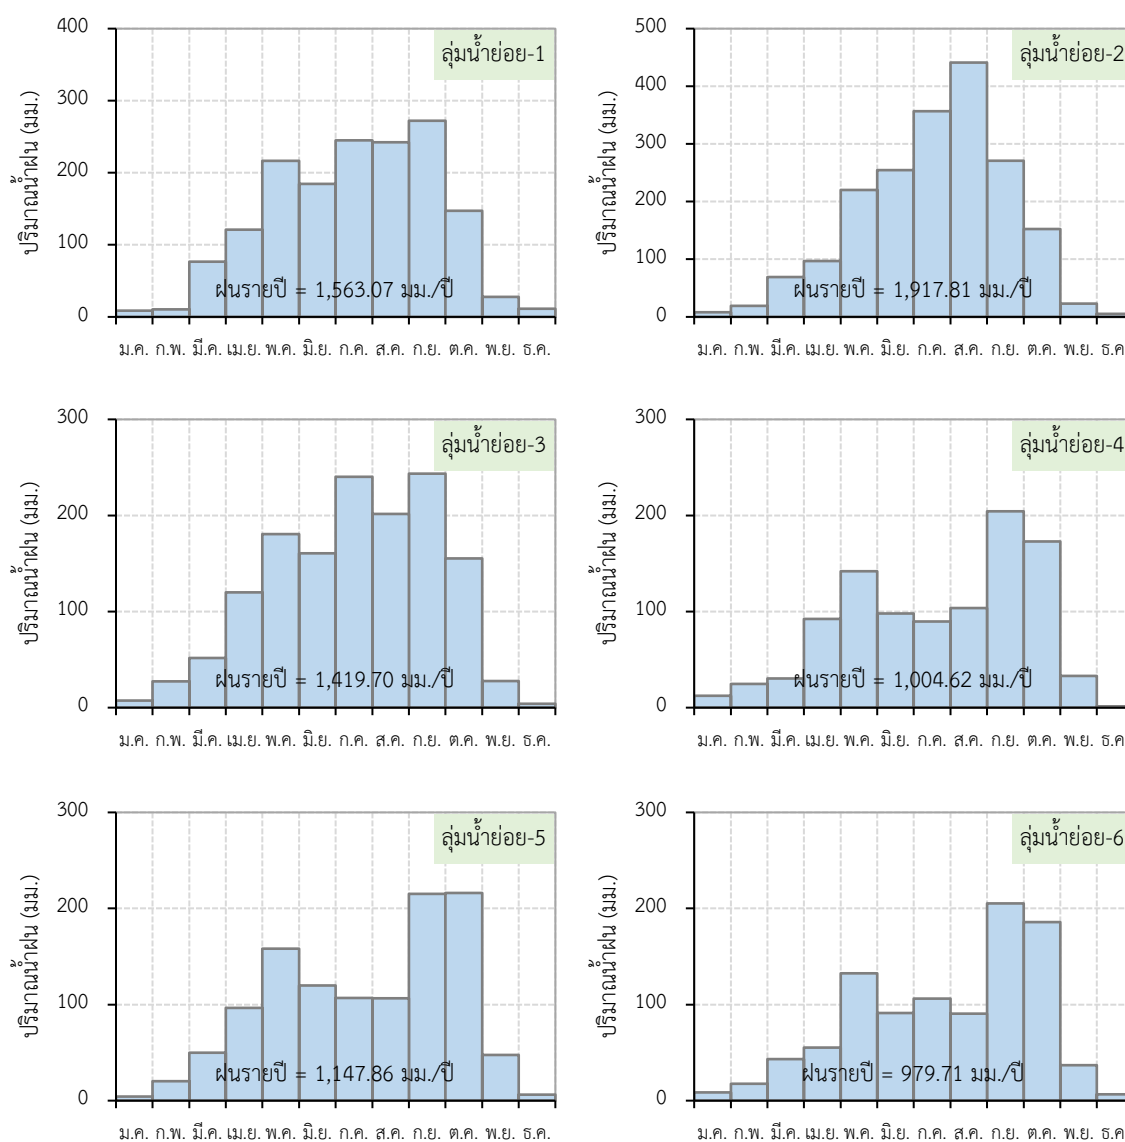 ลุ่มน้ำย่อย-1
ปริมาณน้ำฝน (มม.)
400
300
200
100
0
ฝนรายปี = 1,563.07 มม./ปี
ม.ค. ก.พ. มี.ค. เม.ย. พ.ค. มิ.ย. ก.ค. ส.ค. ก.ย. ต.ค. พ.ย. ธ.ค.
ลุ่มน้ำย่อย-2
ปริมาณน้ำฝน (มม.)
500
400
300
200
100
0
ฝนรายปี = 1,917.81 มม./ปี
ม.ค. ก.พ. มี.ค. เม.ย. พ.ค. มิ.ย. ก.ค. ส.ค. ก.ย. ต.ค. พ.ย. ธ.ค
ลุ่มน้ำย่อย-3
ปริมาณน้ำฝน (มม.)
300
200
100
0
ฝนรายปี = 1,419.70 มม./ปี
ม.ค. ก.พ. มี.ค. เม.ย. พ.ค. มิ.ย. ก.ค. ส.ค. ก.ย. ต.ค. พ.ย. ธ.ค.
ลุ่มน้ำย่อย-4
ปริมาณน้ำฝน (มม.)
300
200
100
0
ฝนรายปี = 1,004.62 มม./ปี
ม.ค. ก.พ. มี.ค. เม.ย. พ.ค. มิ.ย. ก.ค. ส.ค. ก.ย. ต.ค. พ.ย. ธ.ค
ลุ่มน้ำย่อย-5
ปริมาณน้ำฝน (มม.)
300
200
100
0
ฝนรายปี = 1,147.86 มม./ปี
ม.ค. ก.พ. มี.ค. เม.ย. พ.ค. มิ.ย. ก.ค. ส.ค. ก.ย. ต.ค. พ.ย. ธ.ค.
ลุ่มน้ำย่อย-6
ปริมาณน้ำฝน (มม.)
300
200
100
0
ฝนรายปี = 979.71 มม./ปี
ม.ค. ก.พ. มี.ค. เม.ย. พ.ค. มิ.ย. ก.ค. ส.ค. ก.ย. ต.ค. พ.ย. ธ.ค